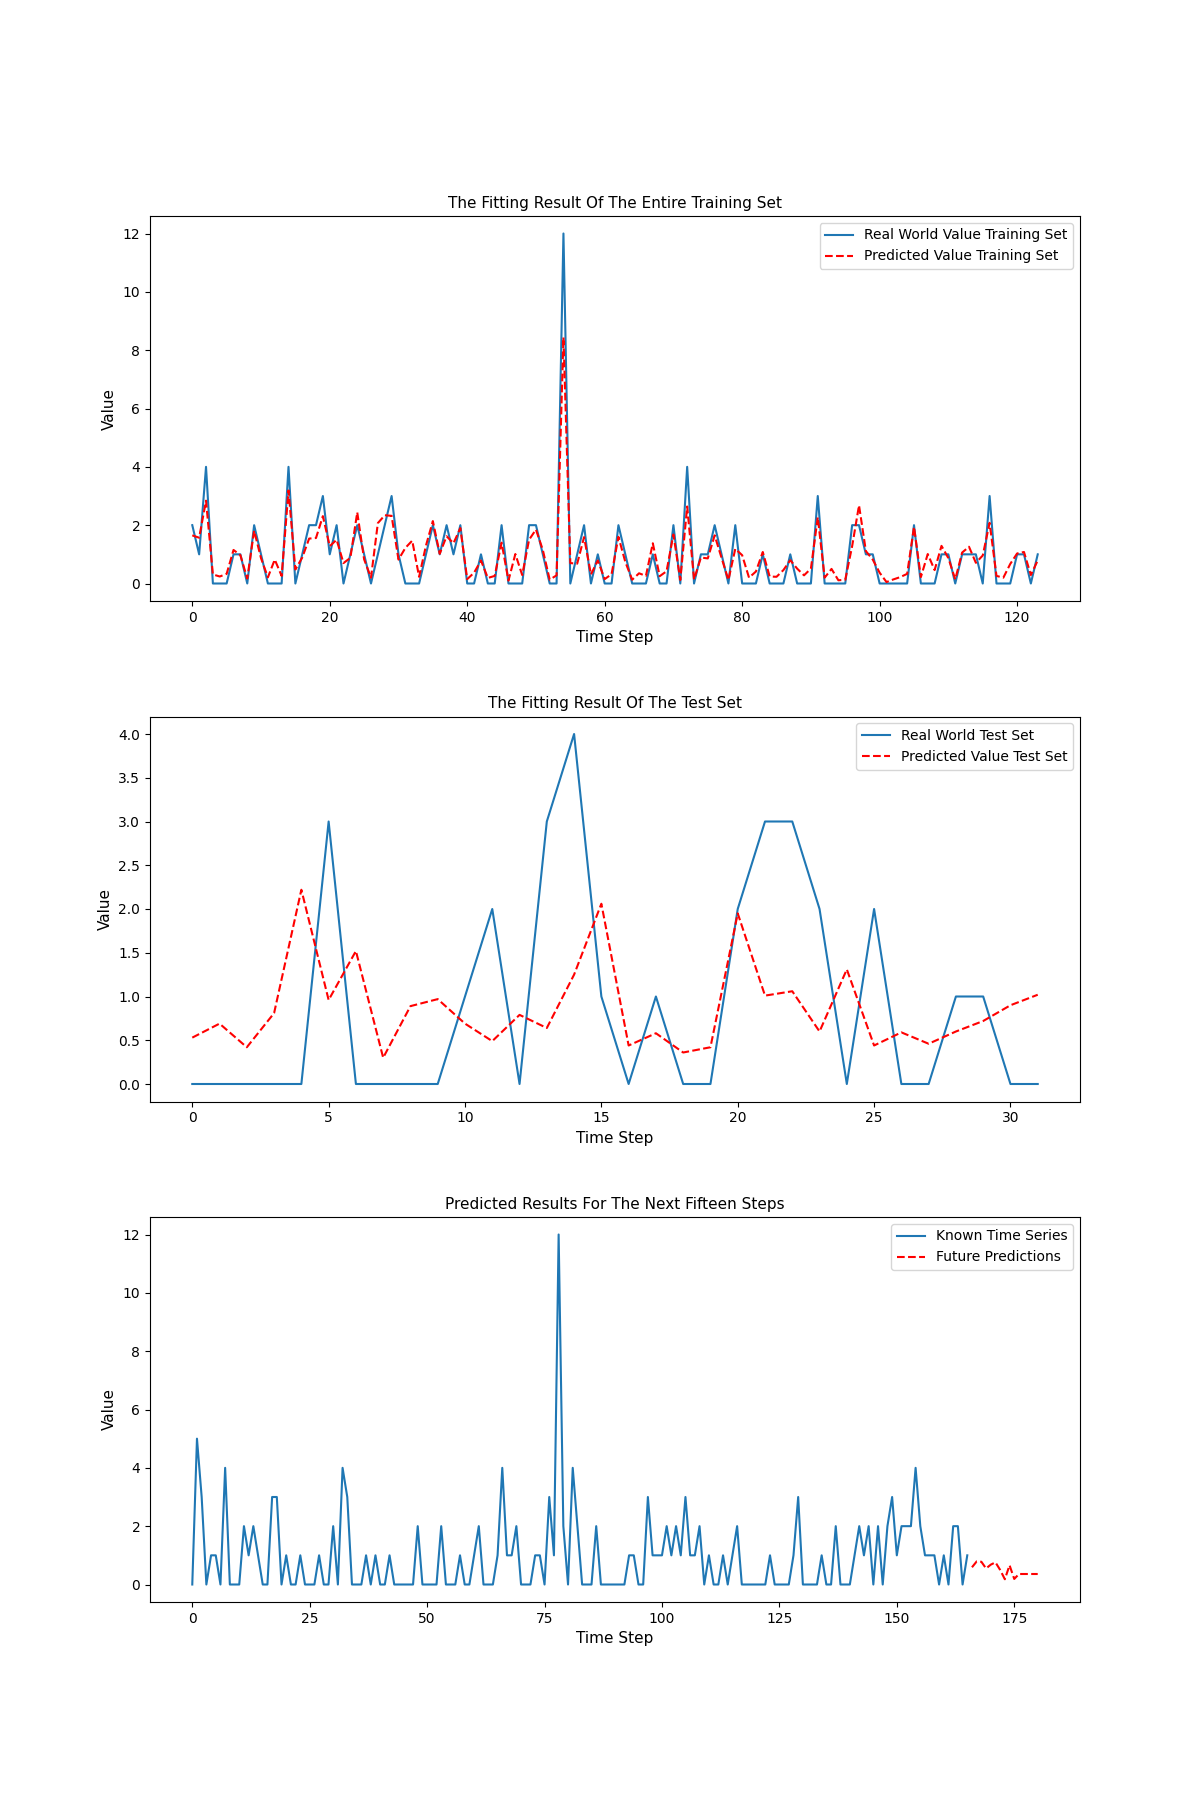 The Fitting Result Of The Entire Training Set
Real World Value Training Set
Predicted Value Training Set
12
10
8
6
4
2
0
Value
0 20 40 60 80 100 120
Time Step
The Fitting Result Of The Test Set
Real World Test Set
Predicted Value Test Set
4.0
3.5
3.0
2.5
2.0
1.5
1.0
0.5
0.0
Value
0 5 10 15 20 25 30
Time Step
Predicted Results For The Next Fifteen Steps
Known Time Series
Future Predictions
12
10
8
6
4
2
0
Value
0 25 50 75 100 125 150 175
Time Step